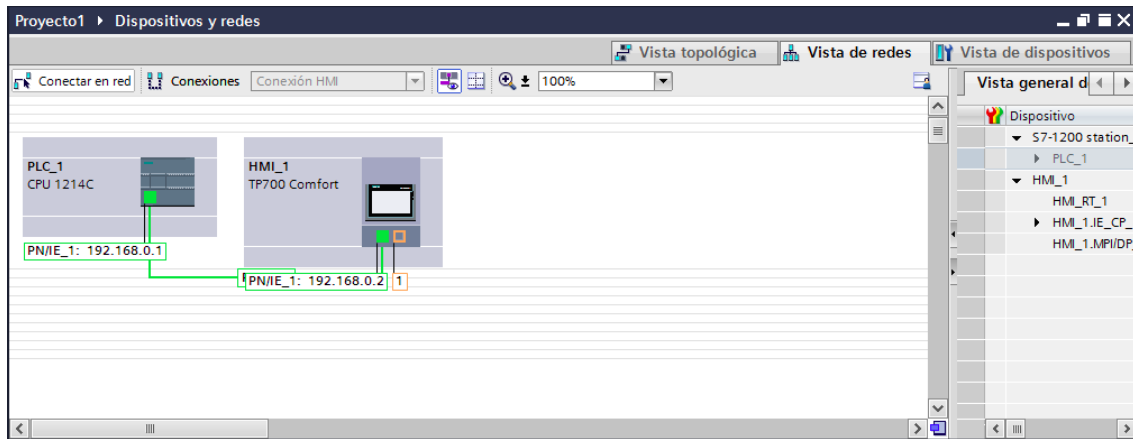 Proyecto1 ▸ Dispositivos y redes
Vista topológica
Vista de redes
Vista de dispositivos
Conectar en red
Conexiones
Conexión HMI
100%
Vista general d
Dispositivo
S7-1200 station_
PLC_1
HMI_1
HMI_RT_1
HMI_1.IE_CP_
HMI_1.MPI/DP
PLC_1
CPU 1214C
HMI_1
TP700 Comfort
PN/IE_1: 192.168.0.1
PN/IE_1: 192.168.0.2
1